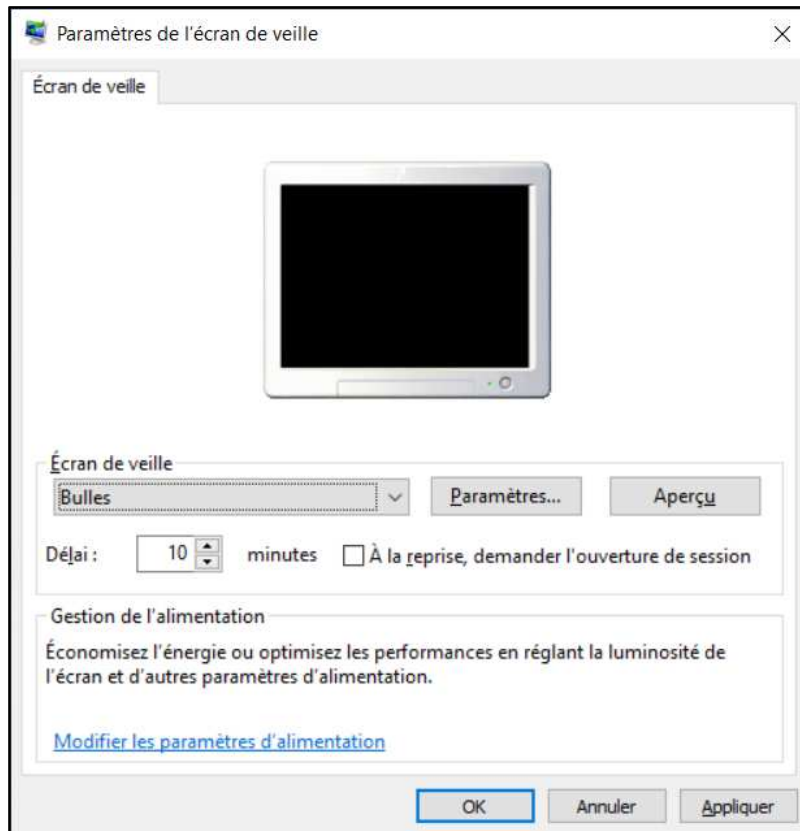 Paramètres de l'écran de veille
Écran de veille
Écran de veille
Bulles
Paramètres... Aperçu
Délai : 10 minutes À la reprise, demander l'ouverture de session
Gestion de l'alimentation
Économisez l'énergie ou optimisez les performances en réglant la luminosité de
l'écran et d'autres paramètres d'alimentation.
Modifier les paramètres d'alimentation
OK Annuler Appliquer